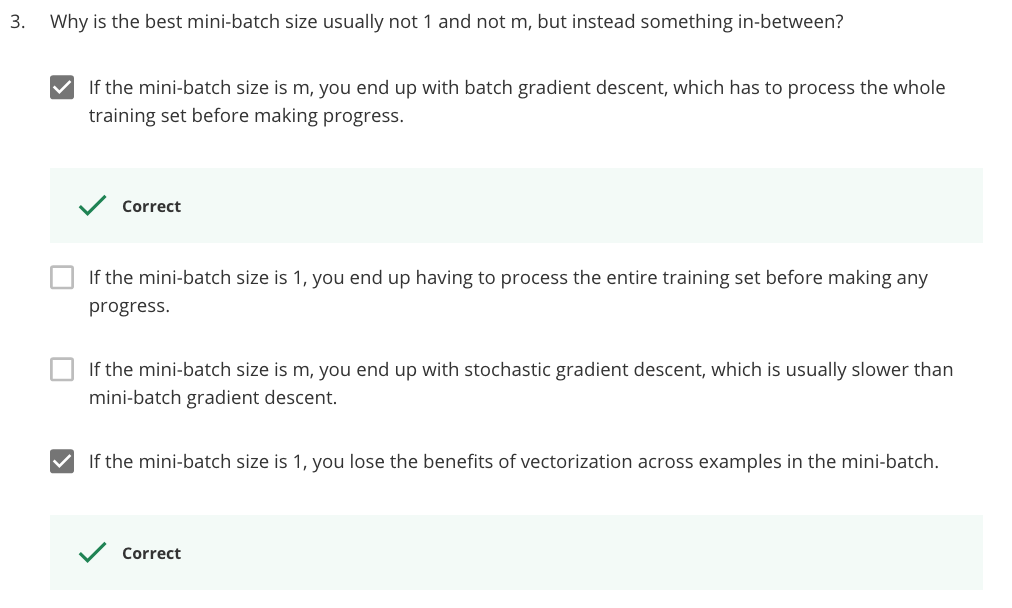 3. Why is the best mini-batch size usually not 1 and not m, but instead something in-between?
If the mini-batch size is m, you end up with batch gradient descent, which has to process the whole
training set before making progress.
Correct
If the mini-batch size is 1, you end up having to process the entire training set before making any
progress.
If the mini-batch size is m, you end up with stochastic gradient descent, which is usually slower than
mini-batch gradient descent.
If the mini-batch size is 1, you lose the benefits of vectorization across examples in the mini-batch.
Correct